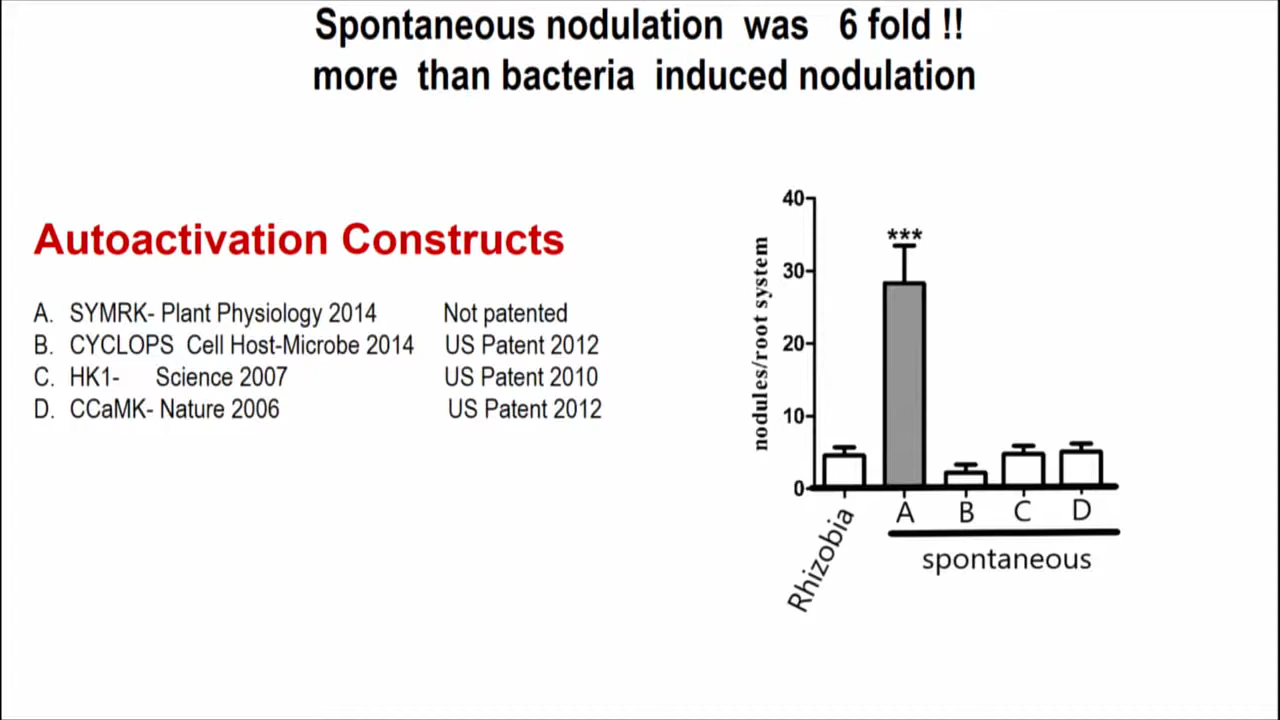 Spontaneous nodulation was 6 fold !!
more than bacteria induced nodulation
Autoactivation Constructs
A. SYMRK- Plant Physiology 2014 Not patented
B. CYCLOPS Cell Host-Microbe 2014 US Patent 2012
C. HK1- Science 2007 US Patent 2010
D. CCaMK- Nature 2006 US Patent 2012
nodules/root system
40
30
20
10
0
***
Rhizobia
A B C D
spontaneous